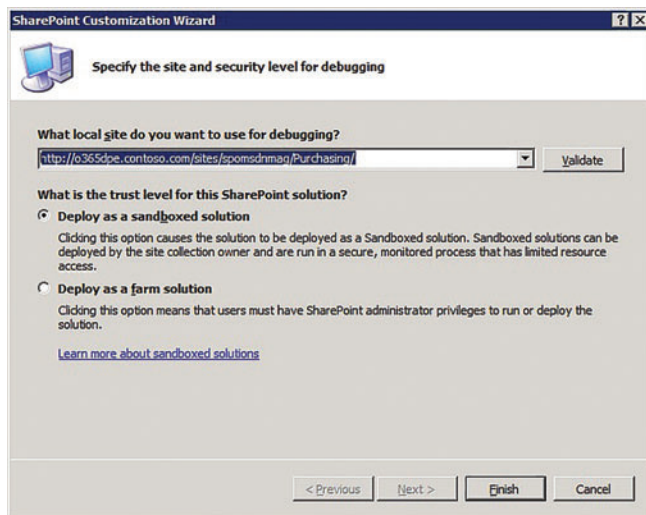 SharePoint Customization Wizard
Specify the site and security level for debugging
What local site do you want to use for debugging?
http://o365dpe.contoso.com/sites/spomsdnmag/Purchasing/
Validate
What is the trust level for this SharePoint solution?
Deploy as a sandboxed solution
Clicking this option causes the solution to be deployed as a Sandboxed solution. Sandboxed solutions can be
deployed by the site collection owner and are run in a secure, monitored process that has limited resource
access.
Deploy as a farm solution
Clicking this option means that users must have SharePoint administrator privileges to run or deploy the
solution.
Learn more about sandboxed solutions
< Previous
Next >
Finish
Cancel